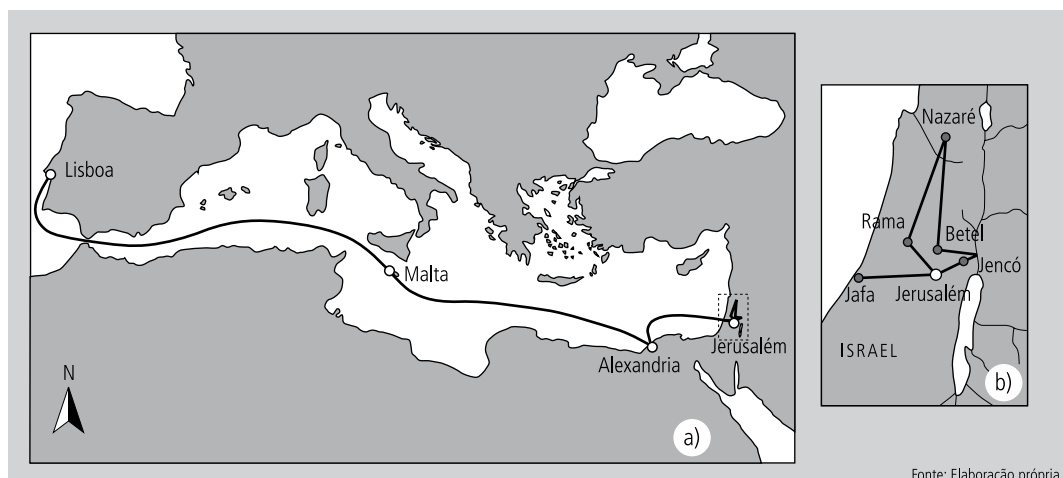 Lisboa
Malta
Alexandria
Jerusalém
N
a)
Nazaré
Rama
Betel
Jencó
Jafa
Jerusalém
ISRAEL
b)
Fonte: Elaboração própria